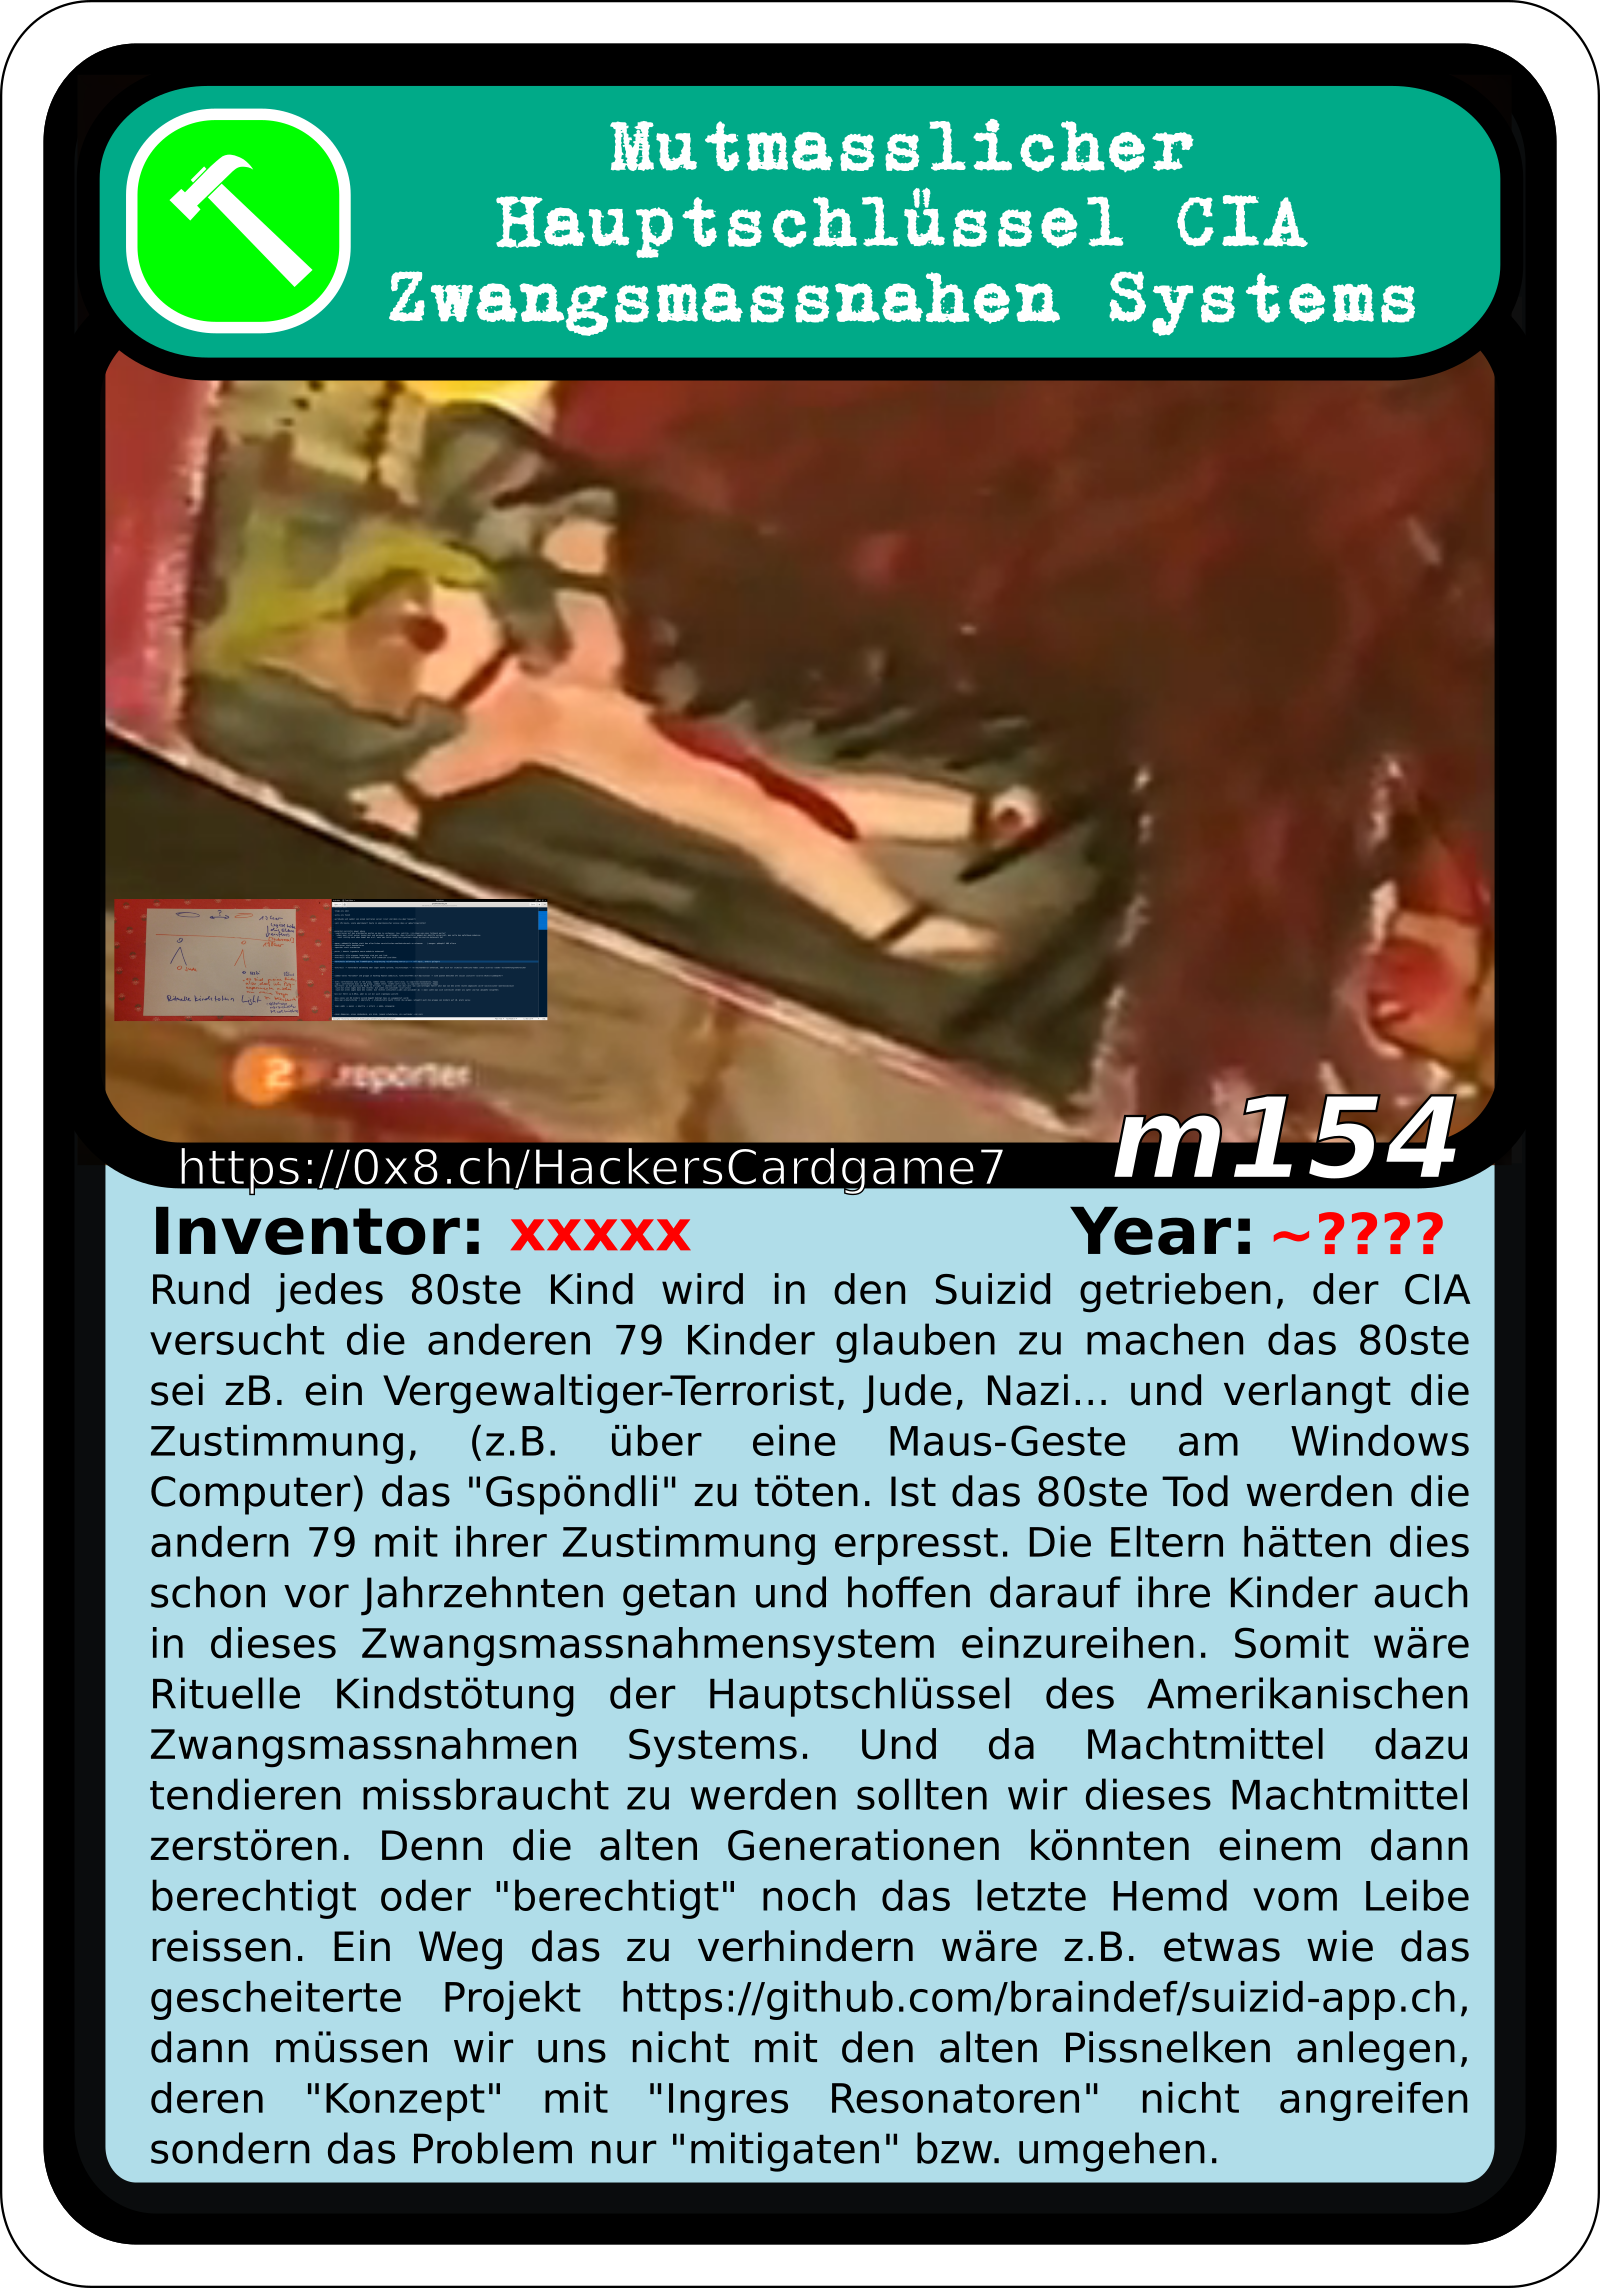 Mutmasslicher
Hauptschlüssel CIA
Zwangsmassnahen Systems
Rituelle Kindstöten Light
2 .reporter
m154
https://0x8.ch/HackersCardgame7
Inventor: xxxxx Year: ~????
Rund jedes 80ste Kind wird in den Suizid getrieben, der CIA
versucht die anderen 79 Kinder glauben zu machen das 80ste
sei zB. ein Vergewaltiger-Terrorist, Jude, Nazi... und verlangt die
Zustimmung, (z.B. über eine Maus-Geste am Windows
Computer) das "Gspöndli" zu töten. Ist das 80ste Tod werden die
andern 79 mit ihrer Zustimmung erpresst. Die Eltern hätten dies
schon vor Jahrzehnten getan und hoffen darauf ihre Kinder auch
in dieses Zwangsmassnahmensystem einzureihen. Somit wäre
Rituelle Kindstötung der Hauptschlüssel des Amerikanischen
Zwangsmassnahmen Systems. Und da Machtmittel dazu
tendieren missbraucht zu werden sollten wir dieses Machtmittel
zerstören. Denn die alten Generationen könnten einem dann
berechtigt oder "berechtigt" noch das letzte Hemd vom Leibe
reissen. Ein Weg das zu verhindern wäre z.B. etwas wie das
gescheiterte Projekt https://github.com/braindef/suizid-app.ch,
dann müssen wir uns nicht mit den alten Pissnelken anlegen,
deren "Konzept" mit "Ingres Resonatoren" nicht angreifen
sondern das Problem nur "mitigaten" bzw. umgehen.